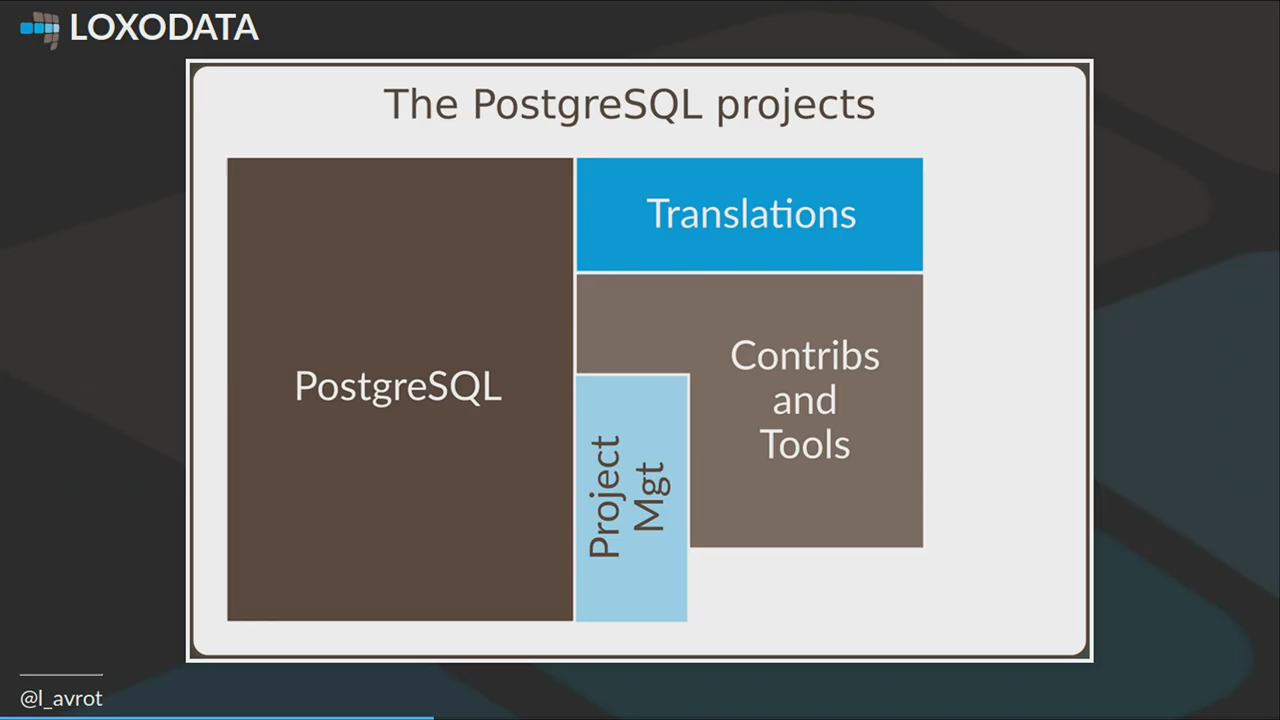 LOXODATA
The PostgreSQL projects
PostgreSQL
Translations
Contribs
and
Tools
Project
Mgt
@l_avrot